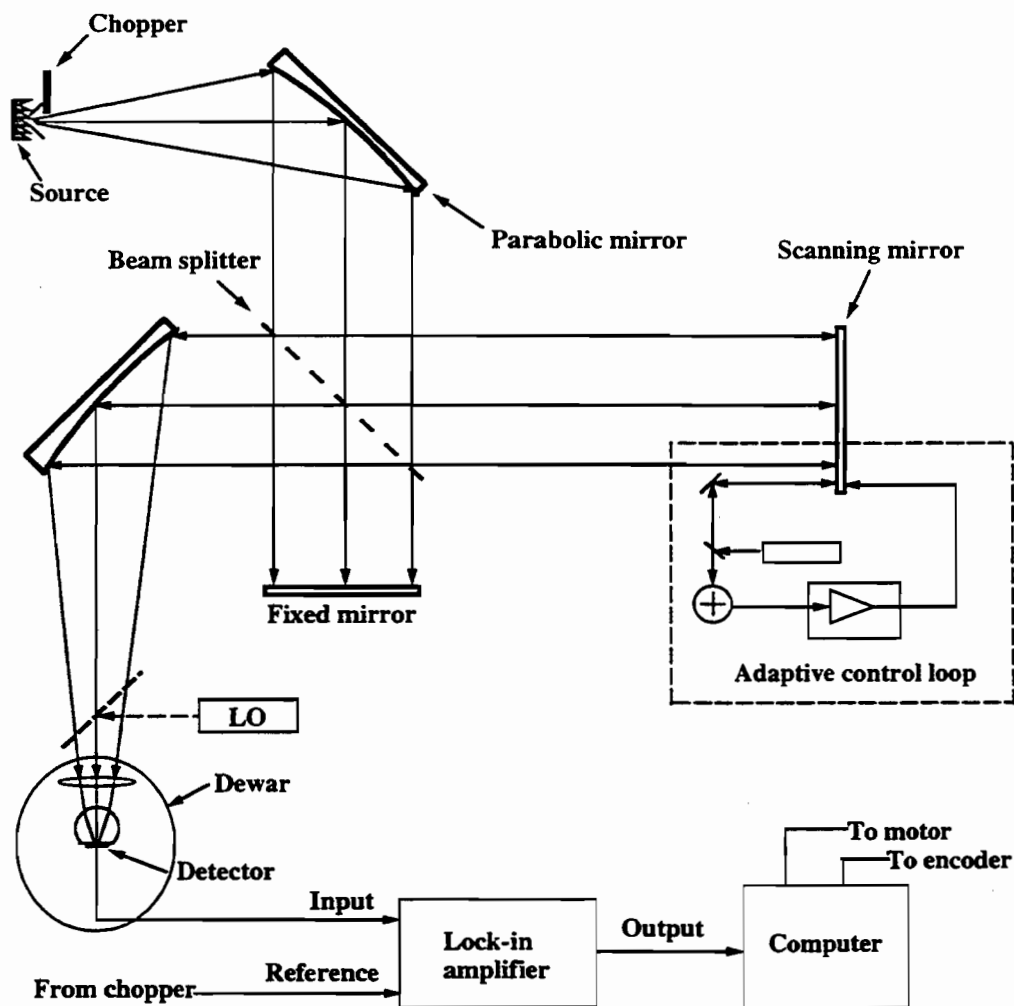 Chopper
Source
Parabolic mirror
Beam splitter
Scanning mirror
Fixed mirror
Adaptive control loop
LO
Dewar
Detector
To motor
To encoder
Input
Lock-in
amplifier
Output
Computer
Reference
From chopper